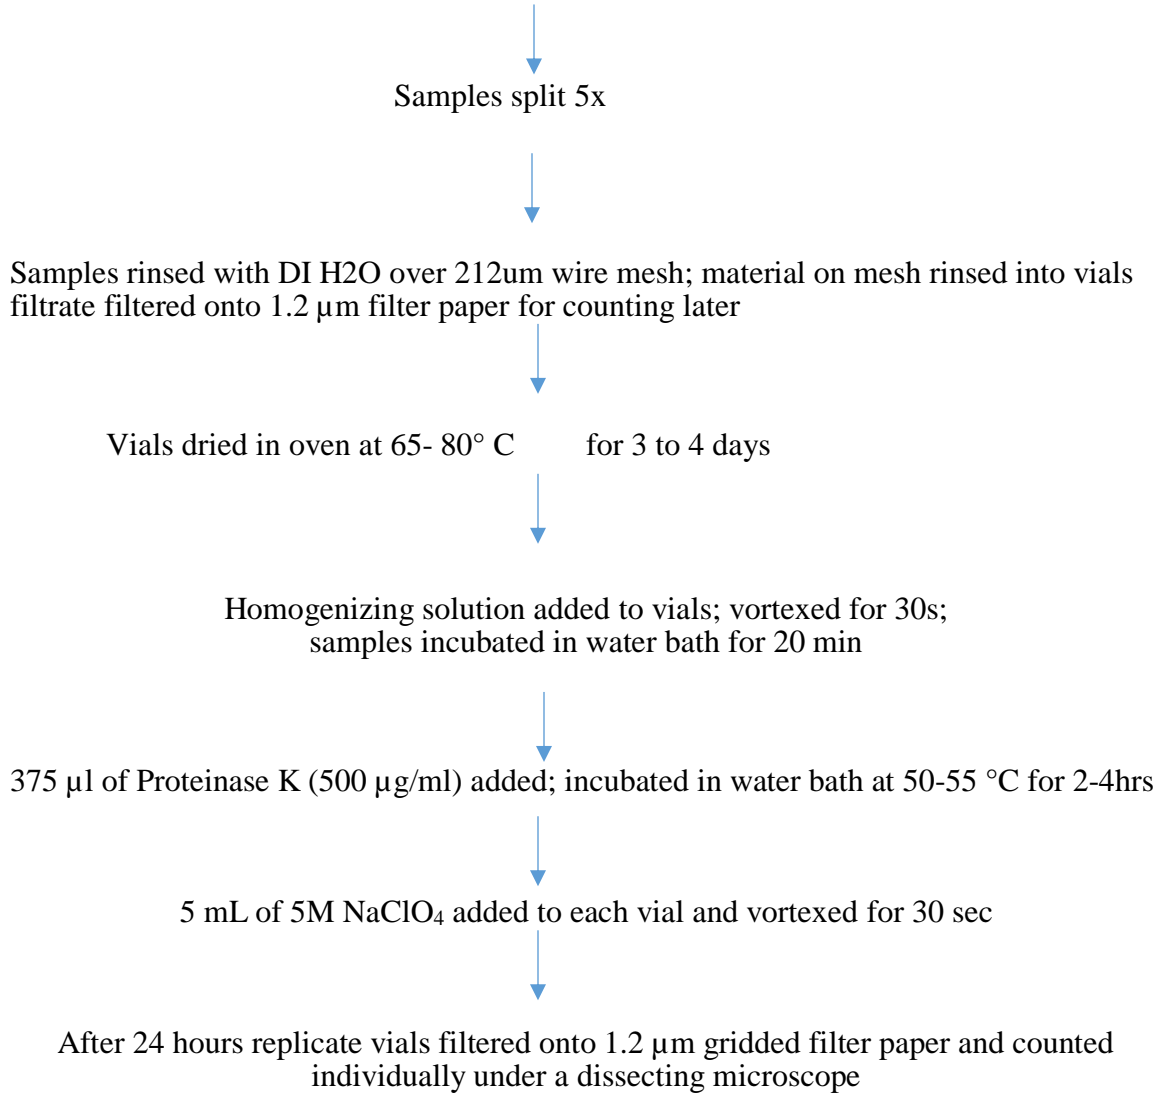 Samples split 5x
Samples rinsed with DI H2O over 212um wire mesh; material on mesh rinsed into vials
filtrate filtered onto 1.2 µm filter paper for counting later
Vials dried in oven at 65- 80° C for 3 to 4 days
Homogenizing solution added to vials; vortexed for 30s;
samples incubated in water bath for 20 min
375 µl of Proteinase K (500 µg/ml) added; incubated in water bath at 50-55 °C for 2-4hrs
5 mL of 5M NaClO₄ added to each vial and vortexed for 30 sec
After 24 hours replicate vials filtered onto 1.2 µm gridded filter paper and counted
individually under a dissecting microscope